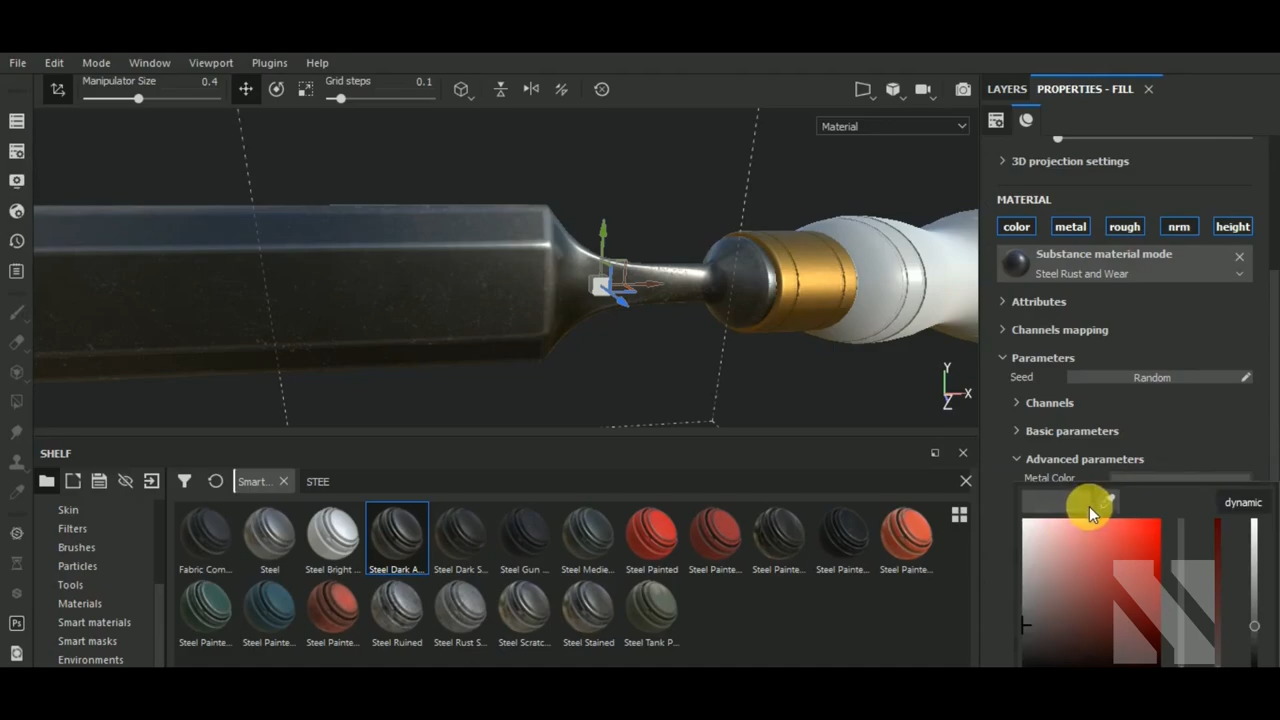 File Edit Mode Window Viewport Plugins Help
Manipulator Size 0.4
Grid steps 0.1
LAYERS PROPERTIES - FILL
Material
3D projection settings
MATERIAL
color metal rough nrm height
Substance material mode
Steel Rust and Wear
Attributes
Channels mapping
Parameters
Seed Random
Channels
Basic parameters
Advanced parameters
Metal Color
dynamic
Y
X
Z
SHELF
Smart... STEE
Skin
Filters
Brushes
Particles
Tools
Materials
Smart materials
Smart masks
Environments
Fabric Com... Steel Steel Bright ... Steel Dark A... Steel Dark S... Steel Gun ... Steel Medie... Steel Painted Steel Painte... Steel Painte... Steel Painte... Steel Painte...
Steel Painte... Steel Painte... Steel Painte... Steel Ruined Steel Rust S... Steel Scratc... Steel Stained Steel Tank P...
Ps